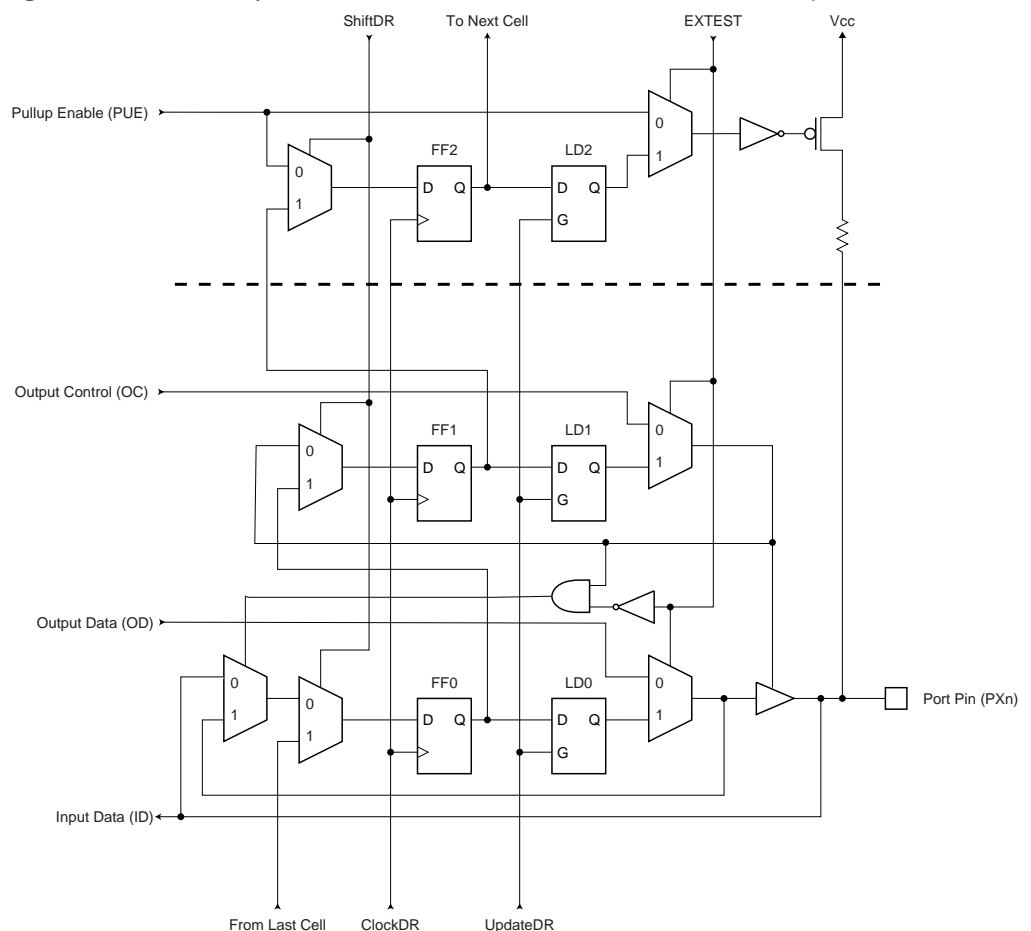 ShiftDR To Next Cell EXTEST Vcc
Pullup Enable (PUE)
0
1
0
1
FF2
D Q
LD2
D Q
G
Output Control (OC)
0
1
FF1
D Q
LD1
D Q
G
0
1
Output Data (OD)
0
1
0
1
FF0
D Q
LD0
D Q
G
0
1
Port Pin (PXn)
Input Data (ID)
From Last Cell ClockDR UpdateDR